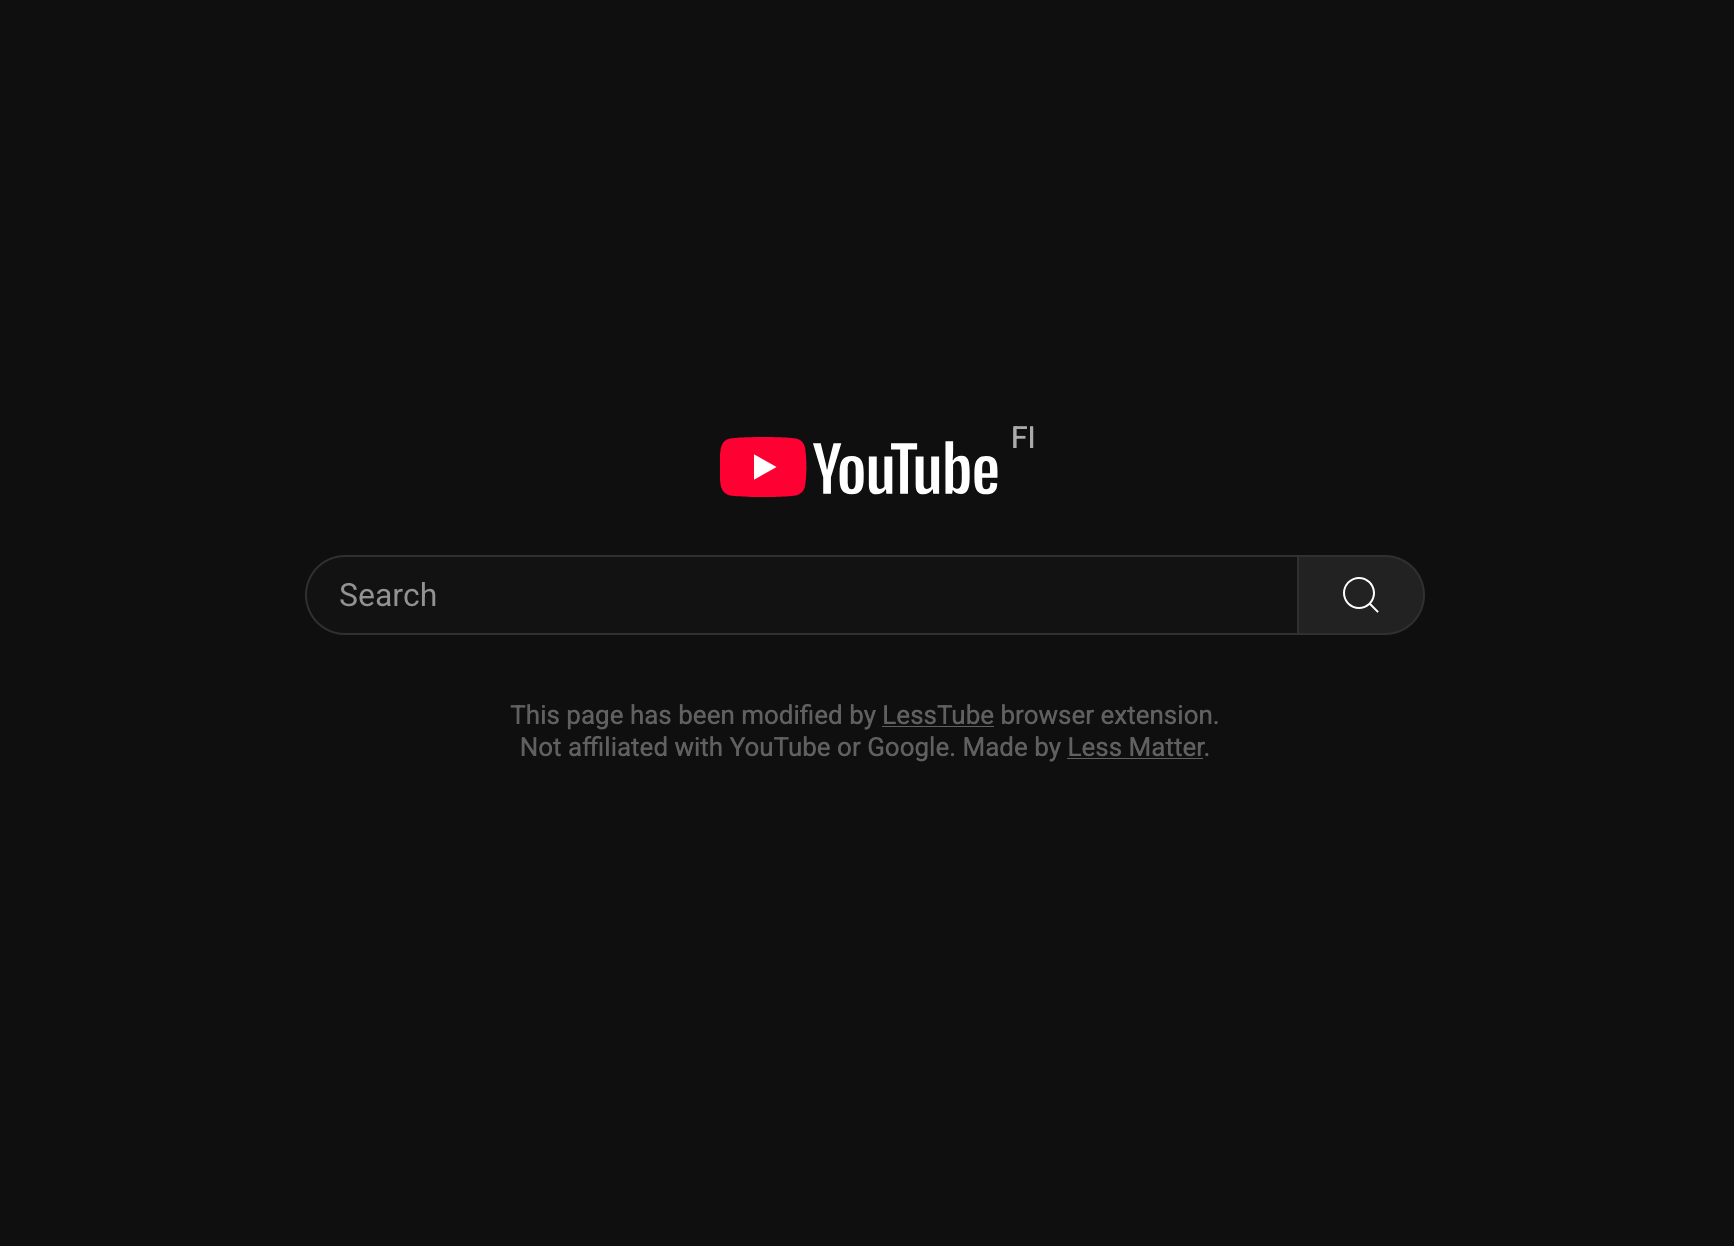 YouTube FI
Search
This page has been modified by LessTube browser extension.
Not affiliated with YouTube or Google. Made by Less Matter.